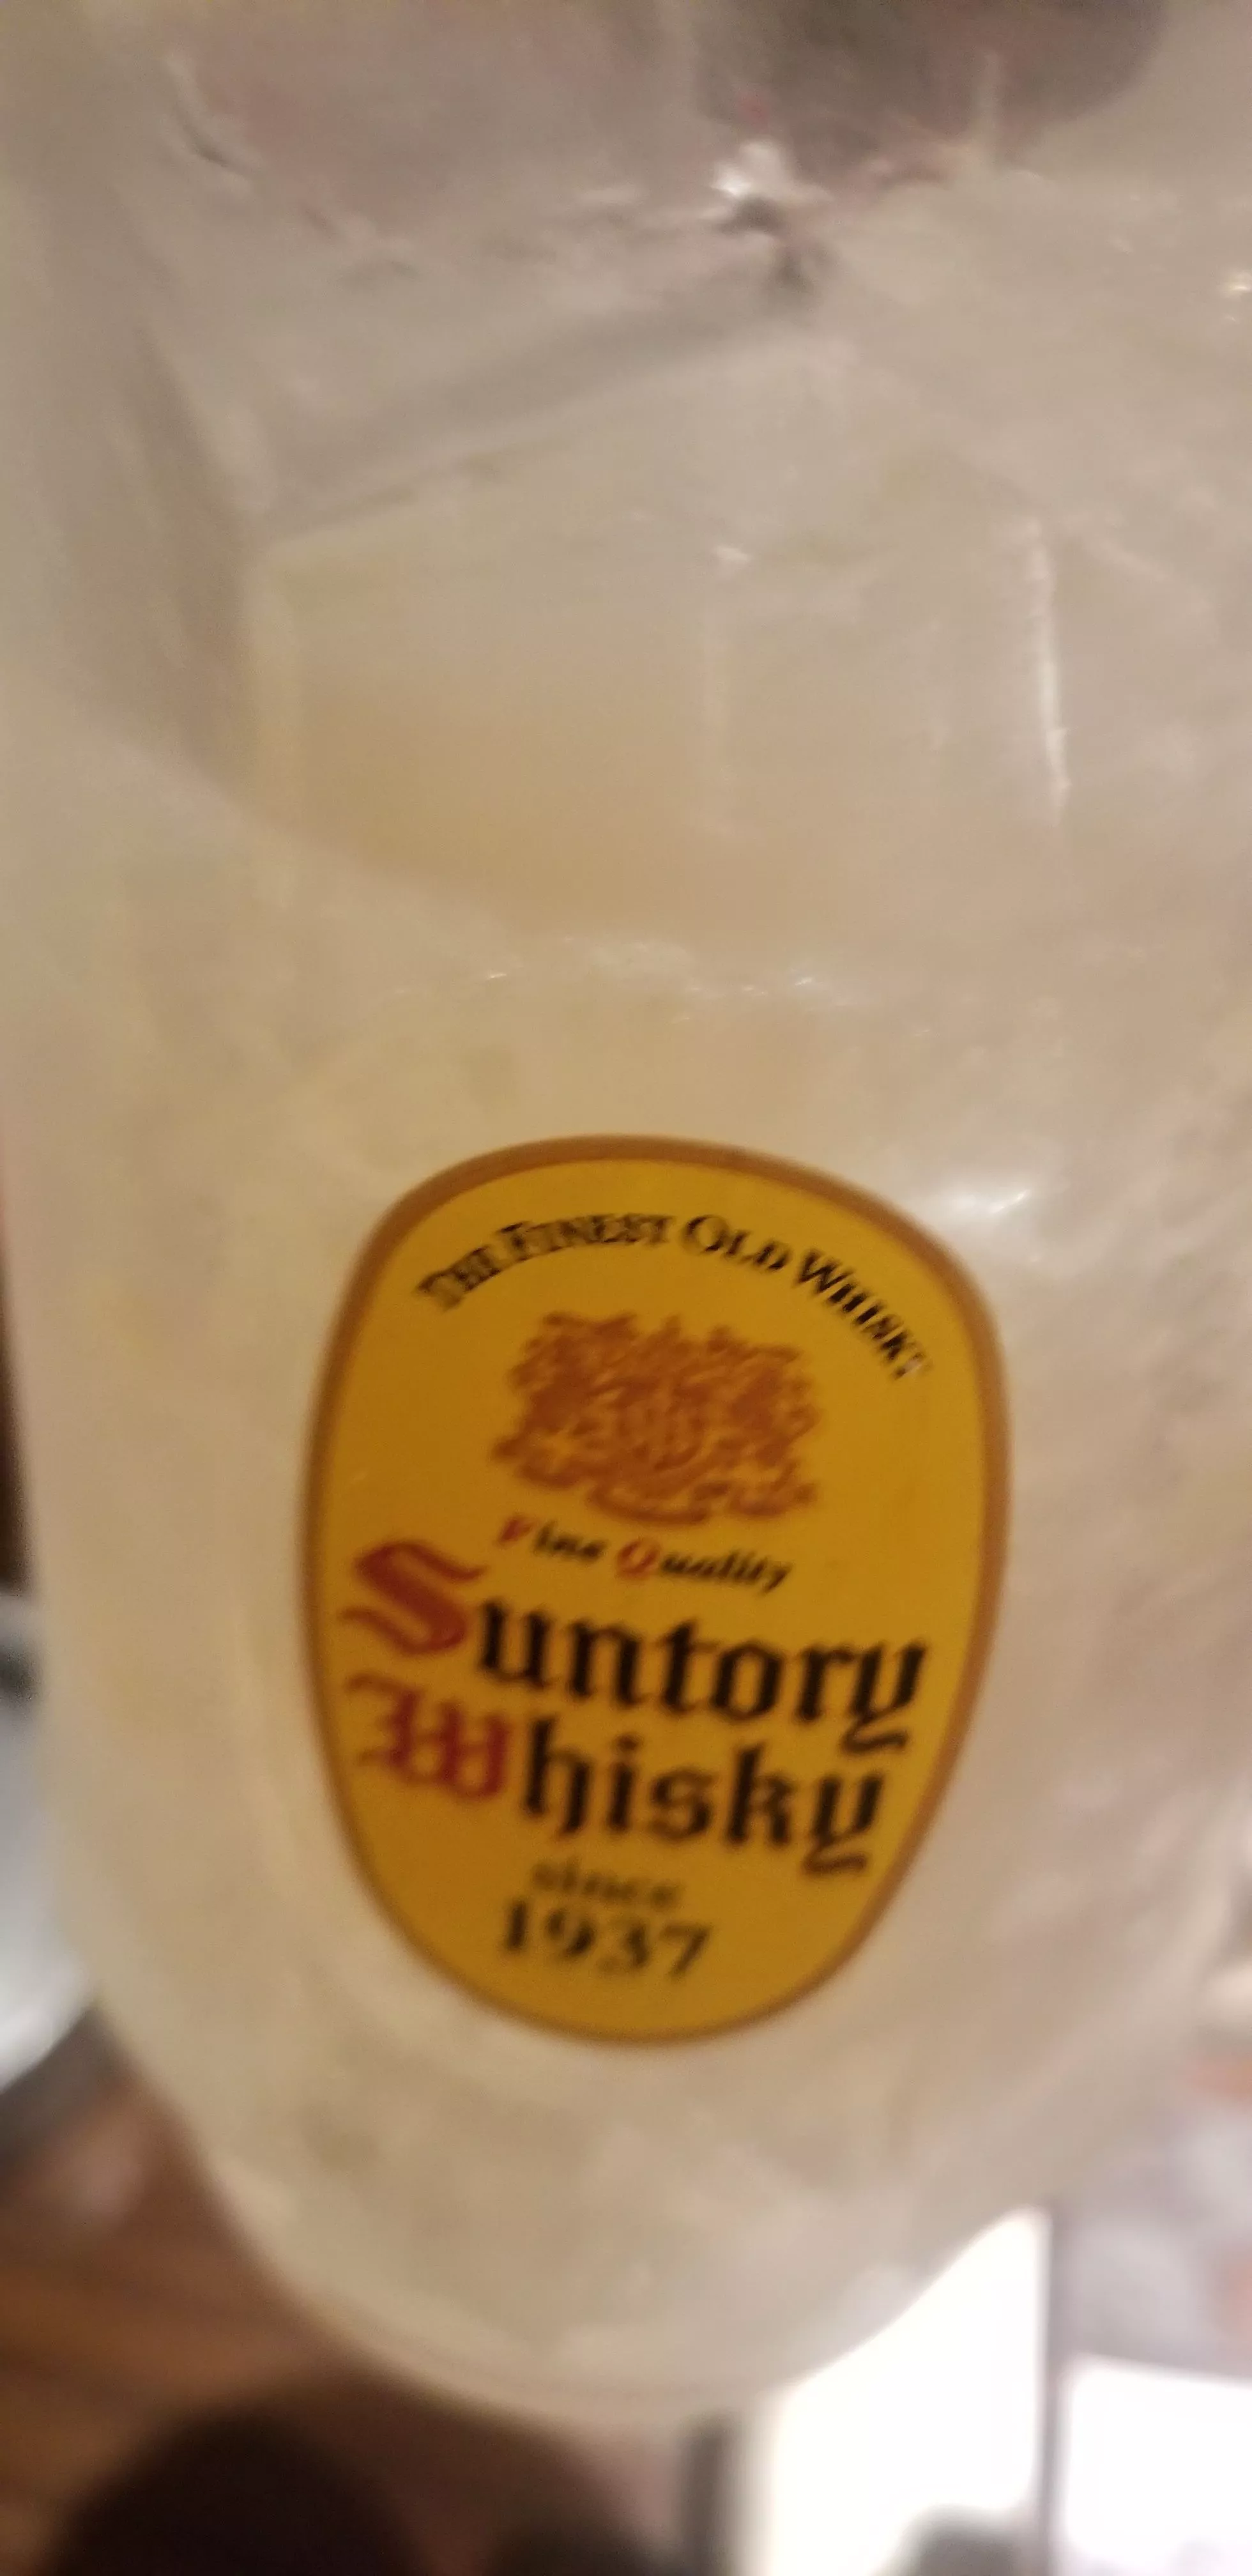 THE FINEST OLD WHISKY
Fine Quality
Suntory
Whisky
since
1937